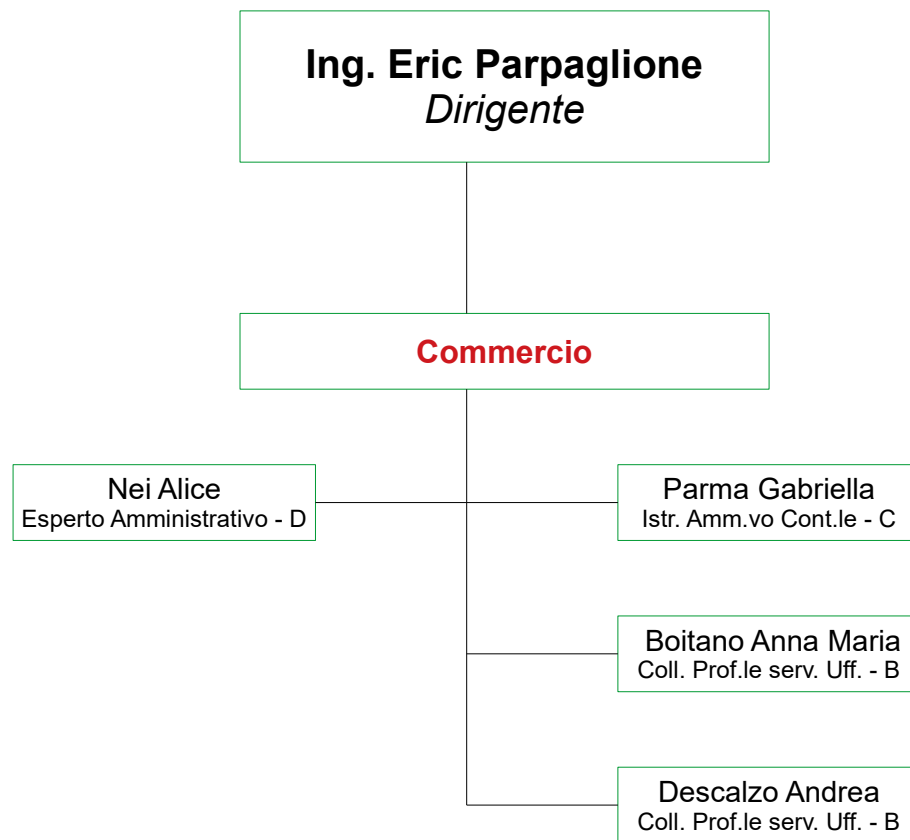 Ing. Eric Parpaglione
Dirigente
Commercio
Nei Alice
Esperto Amministrativo - D
Parma Gabriella
Istr. Amm.vo Cont.le - C
Boitano Anna Maria
Coll. Prof.le serv. Uff. - B
Descalzo Andrea
Coll. Prof.le serv. Uff. - B